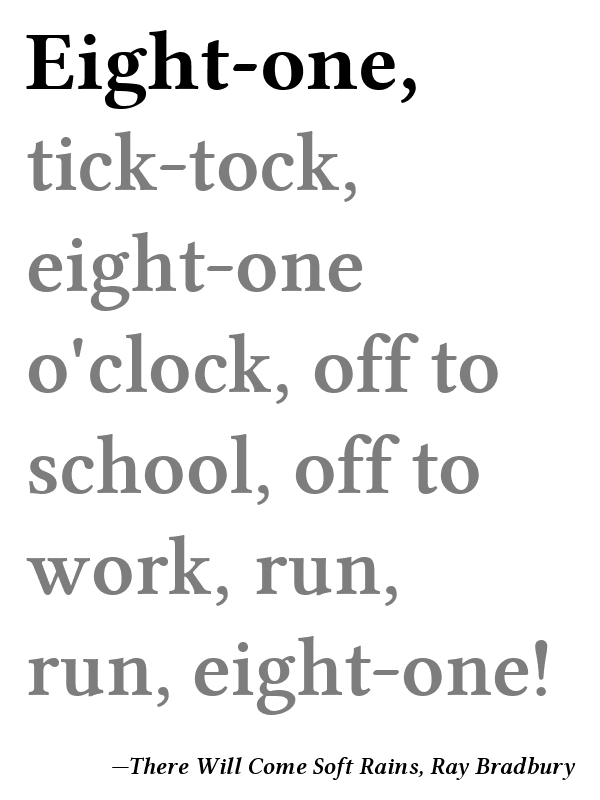 Eight-one,
tick-tock,
eight-one
o'clock, off to
school, off to
work, run,
run, eight-one!
—There Will Come Soft Rains, Ray Bradbury